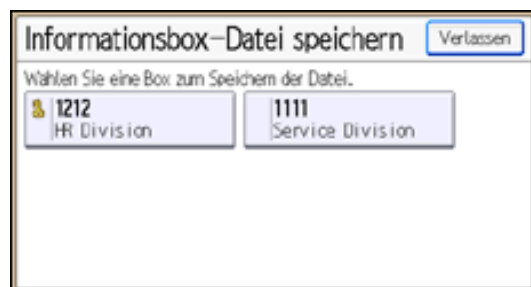 Informationsbox-Datei speichern
Verlassen
Wählen Sie eine Box zum Speichern der Datei.
1212
HR Division
1111
Service Division